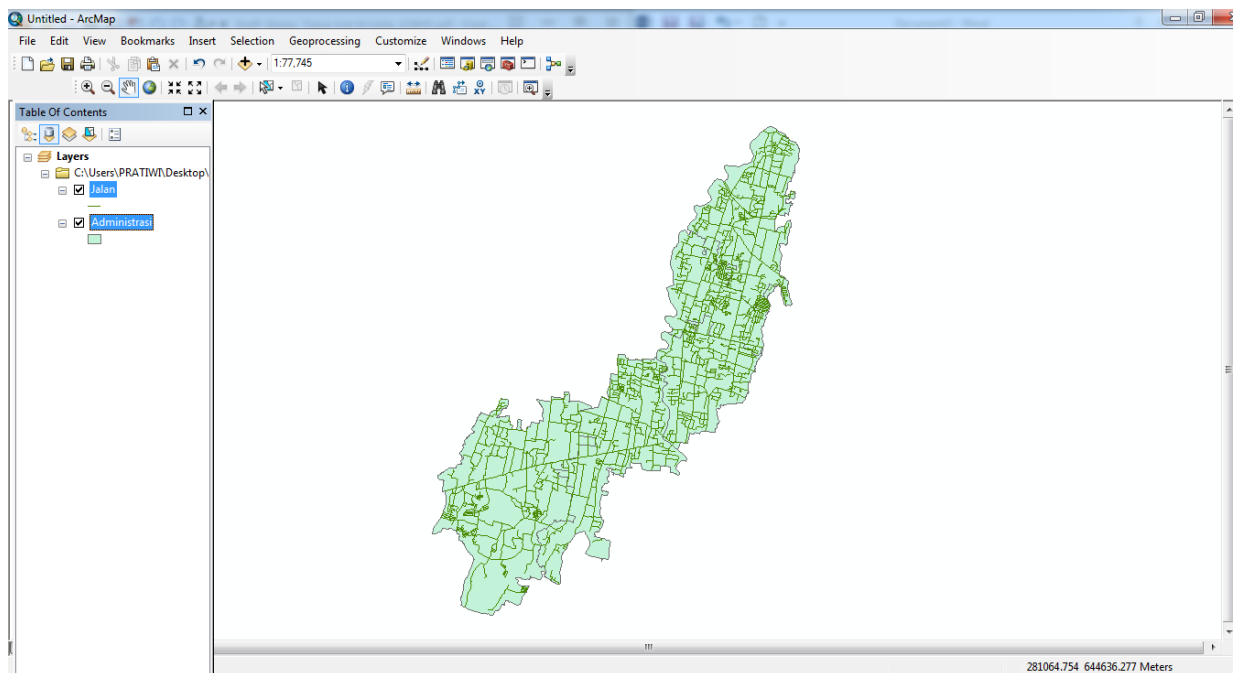 Untitled - ArcMap
File Edit View Bookmarks Insert Selection Geoprocessing Customize Windows Help
1:77,745
Table Of Contents
Layers
C:\Users\PRATIWI\Desktop\
Jalan
Administrasi
281064.754 644636.277 Meters